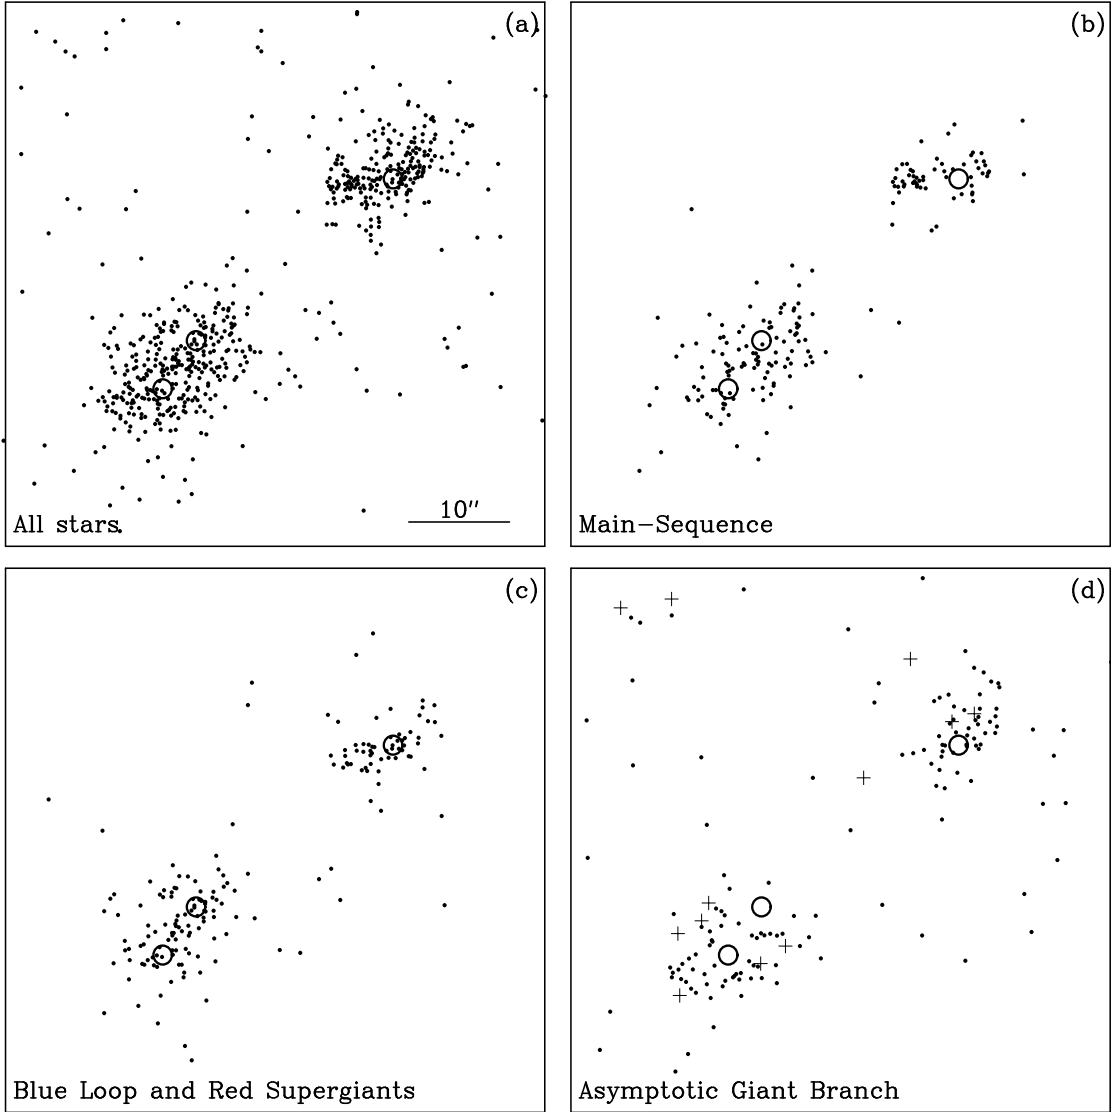 (a)
All stars
10″
(b)
Main-Sequence
(c)
Blue Loop and Red Supergiants
(d)
Asymptotic Giant Branch